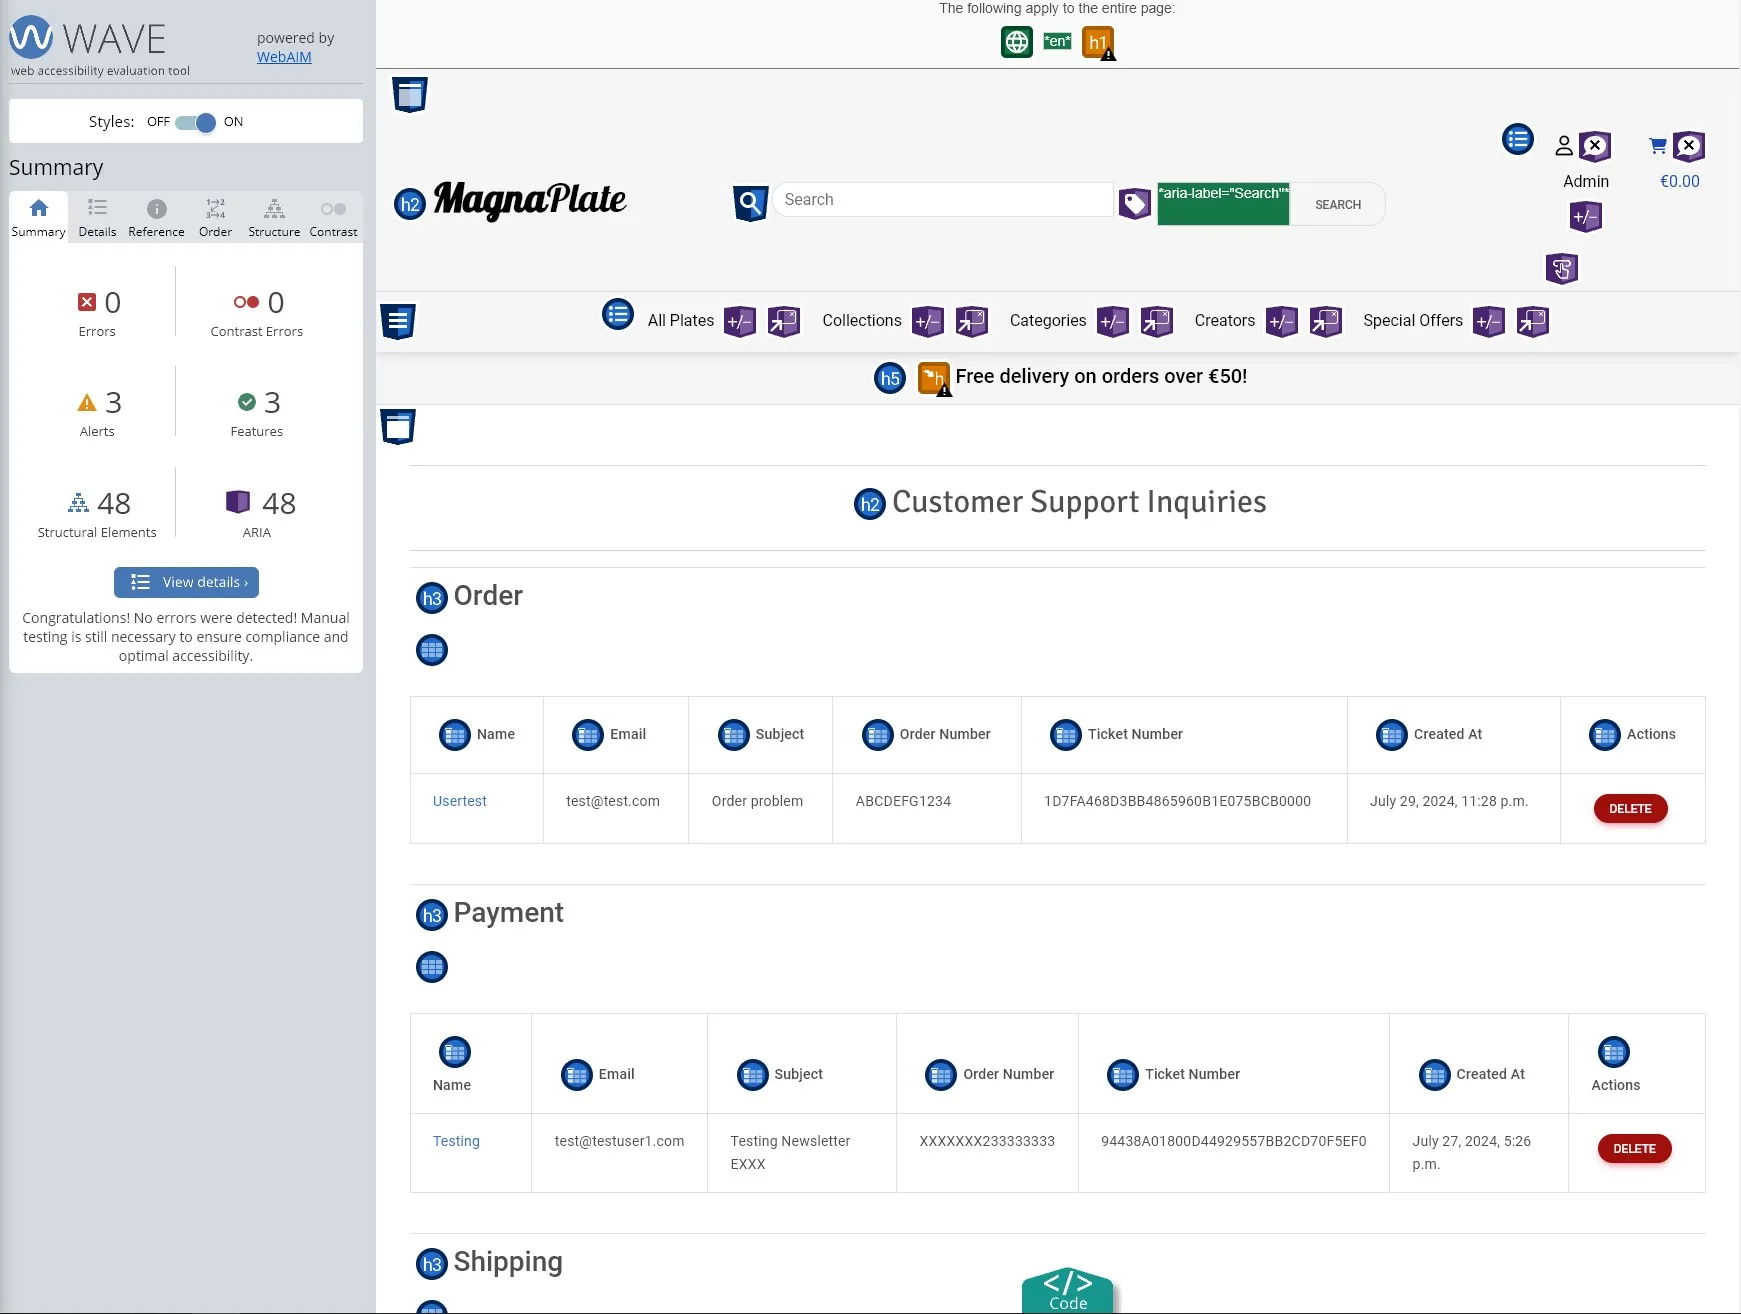 WAVE
powered by
WebAIM
web accessibility evaluation tool
Styles: OFF ON
Summary
Summary Details Reference Order Structure Contrast
0 0
Errors Contrast Errors
3 3
Alerts Features
48 48
Structural Elements ARIA
View details ›
Congratulations! No errors were detected! Manual
testing is still necessary to ensure compliance and
optimal accessibility.
The following apply to the entire page:
*en* h1
h2 MagnaPlate
Search *aria-label="Search"* SEARCH
Admin €0.00
+/−
All Plates +/− Collections +/− Categories +/− Creators +/− Special Offers +/−
h5 h Free delivery on orders over €50!
h2 Customer Support Inquiries
h3 Order
Name Email Subject Order Number Ticket Number Created At Actions
Usertest test@test.com Order problem ABCDEFG1234 1D7FA468D3BB4865960B1E075BCB0000 July 29, 2024, 11:28 p.m. DELETE
h3 Payment
Name Email Subject Order Number Ticket Number Created At Actions
Testing test@testuser1.com Testing Newsletter XXXXXXX233333333 94438A01800D44929557BB2CD70F5EF0 July 27, 2024, 5:26 DELETE
EXXX p.m.
h3 Shipping
</>
Code